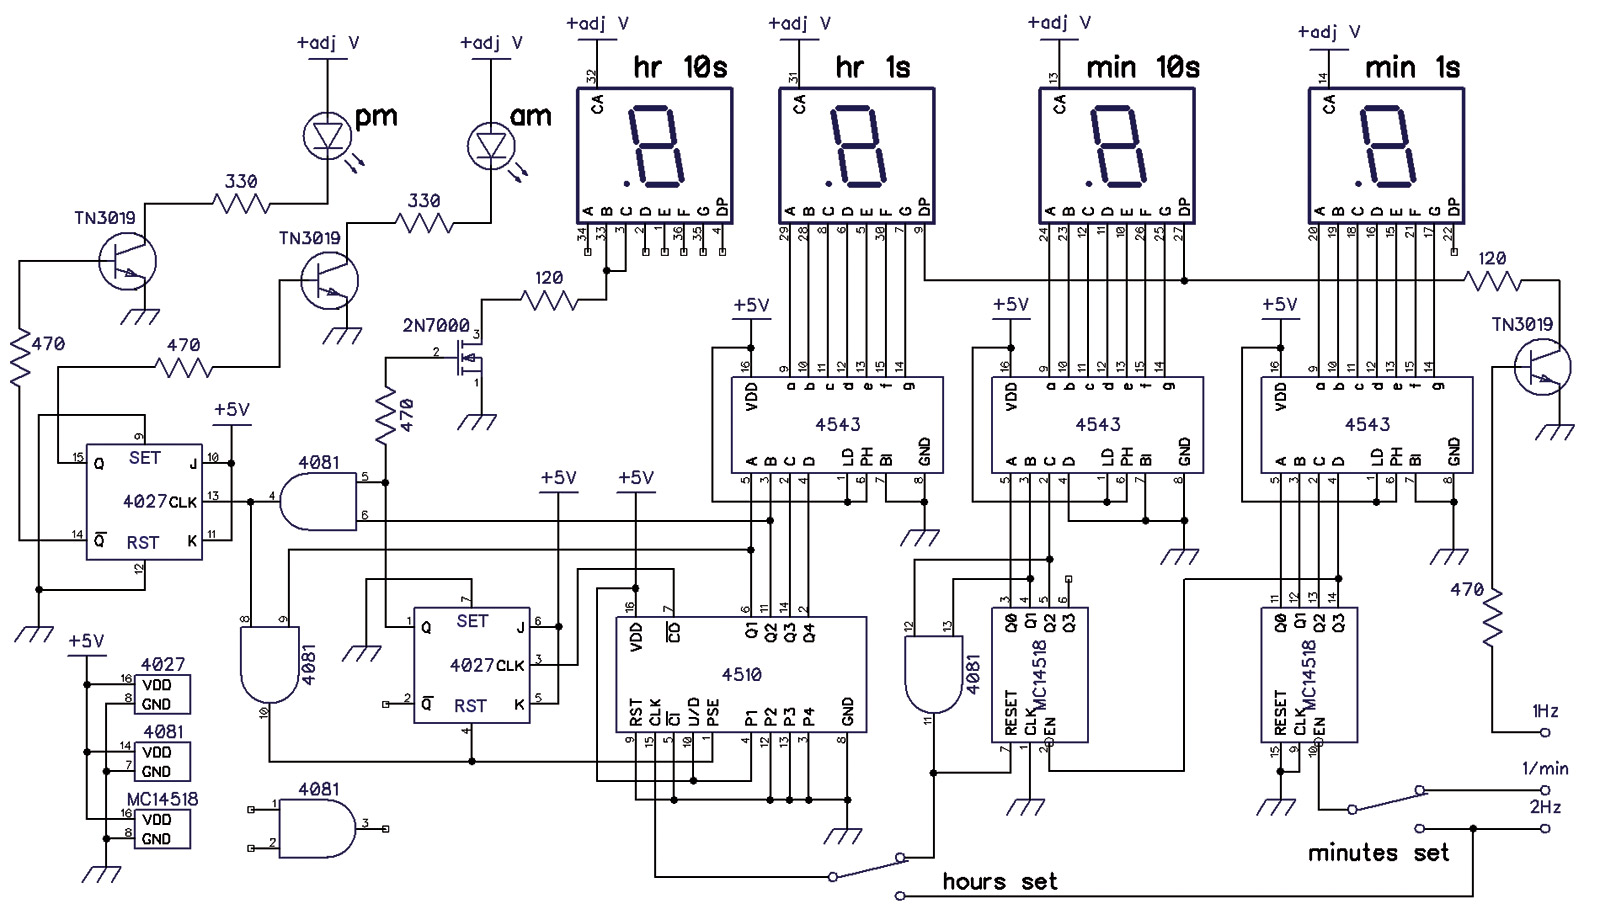 +adj V
+adj V
+adj V
+adj V
+adj V
+adj V
pm
am
hr 10s
hr 1s
min 10s
min 1s
32
CA
31
CA
13
CA
14
CA
A B C D E F G DP
34 33 3 2 1 36 35 4
A B C D E F G DP
29 28 8 6 5 30 7 9
A B C D E F G DP
24 23 12 11 10 26 25 27
A B C D E F G DP
20 19 18 16 15 21 17 22
330
330
TN3019
TN3019
470
470
120
2N7000
3
2
1
470
120
TN3019
470
+5V
+5V
+5V
16 9 10 11 12 13 15 14
VDD a b c d e f g
4543
A B C D LD PH BI GND
5 3 2 4 1 6 7 8
16 9 10 11 12 13 15 14
VDD a b c d e f g
4543
A B C D LD PH BI GND
5 3 2 4 1 6 7 8
16 9 10 11 12 13 15 14
VDD a b c d e f g
4543
A B C D LD PH BI GND
5 3 2 4 1 6 7 8
+5V
9
SET
15 Q J 10
4027 CLK 13
14 Q K 11
RST
12
4081
4 5
6
+5V
+5V
8 9
4081
10
7
SET
1 Q J 6
4027 CLK 3
2 Q K 5
RST
4
16 7 6 11 14 2
VDD CO Q1 Q2 Q3 Q4
4510
RST CLK CI U/D PSE P1 P2 P3 P4 GND
9 15 5 10 1 4 12 13 3 8
12 13
4081
11
3 4 5 6
Q0 Q1 Q2 Q3
MC14518
RESET CLK EN
7 1 2
11 12 13 14
Q0 Q1 Q2 Q3
MC14518
RESET CLK EN
15 9 10
+5V
4027
16 VDD
8 GND
4081
14 VDD
7 GND
MC14518
16 VDD
8 GND
4081
1
2
3
1Hz
1/min
2Hz
minutes set
hours set